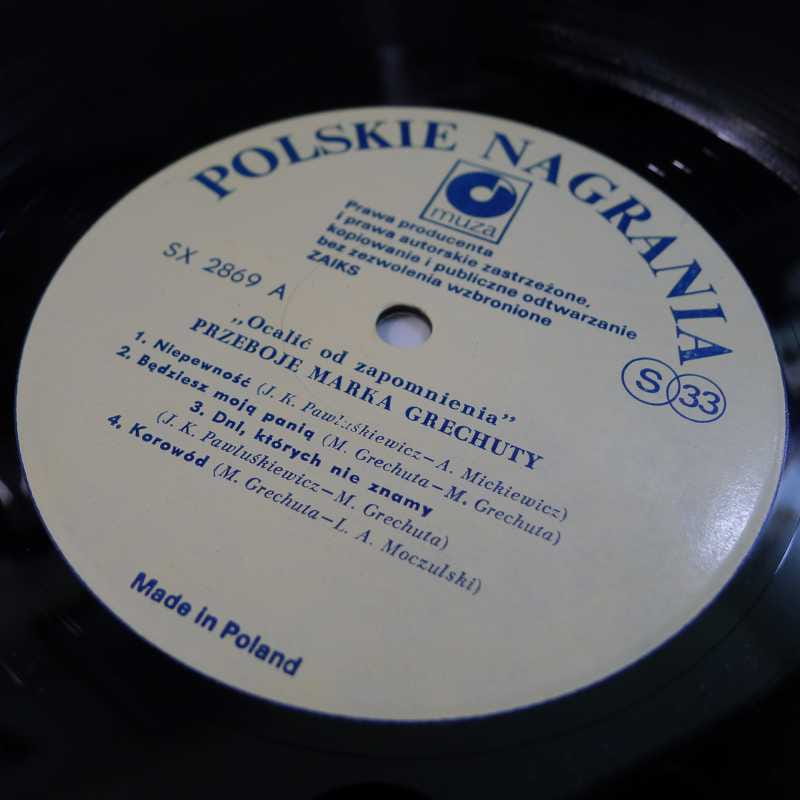 POLSKIE NAGRANIA
muza
Prawa producenta
i prawa autorskie zastrzeżone,
kopiowanie i publiczne odtwarzanie
bez zezwolenia wzbronione
ZAIKS
SX 2869 A
S 33
„Ocalić od zapomnienia”
PRZEBOJE MARKA GRECHUTY
1. Niepewność (J. K. Pawluśkiewicz—A. Mickiewicz)
2. Będziesz moją panią (M. Grechuta—M. Grechuta)
3. Dni, których nie znamy
(J. K. Pawluśkiewicz—M. Grechuta)
4. Korowód (M. Grechuta—L. A. Moczulski)
Made in Poland